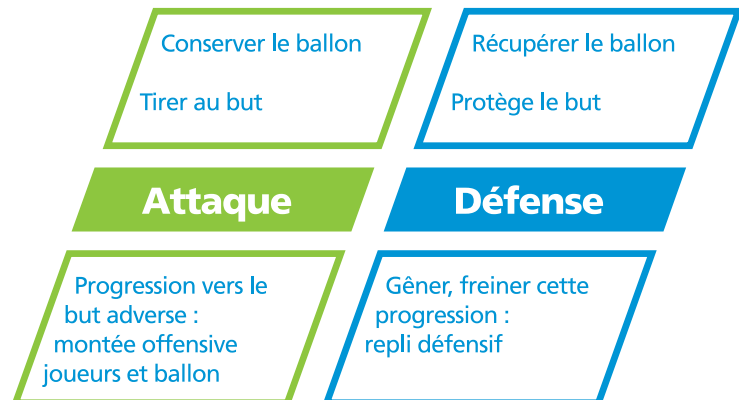 Conserver le ballon
Tirer au but
Récupérer le ballon
Protège le but
Attaque
Défense
Progression vers le
but adverse :
montée offensive
joueurs et ballon
Gêner, freiner cette
progression :
repli défensif